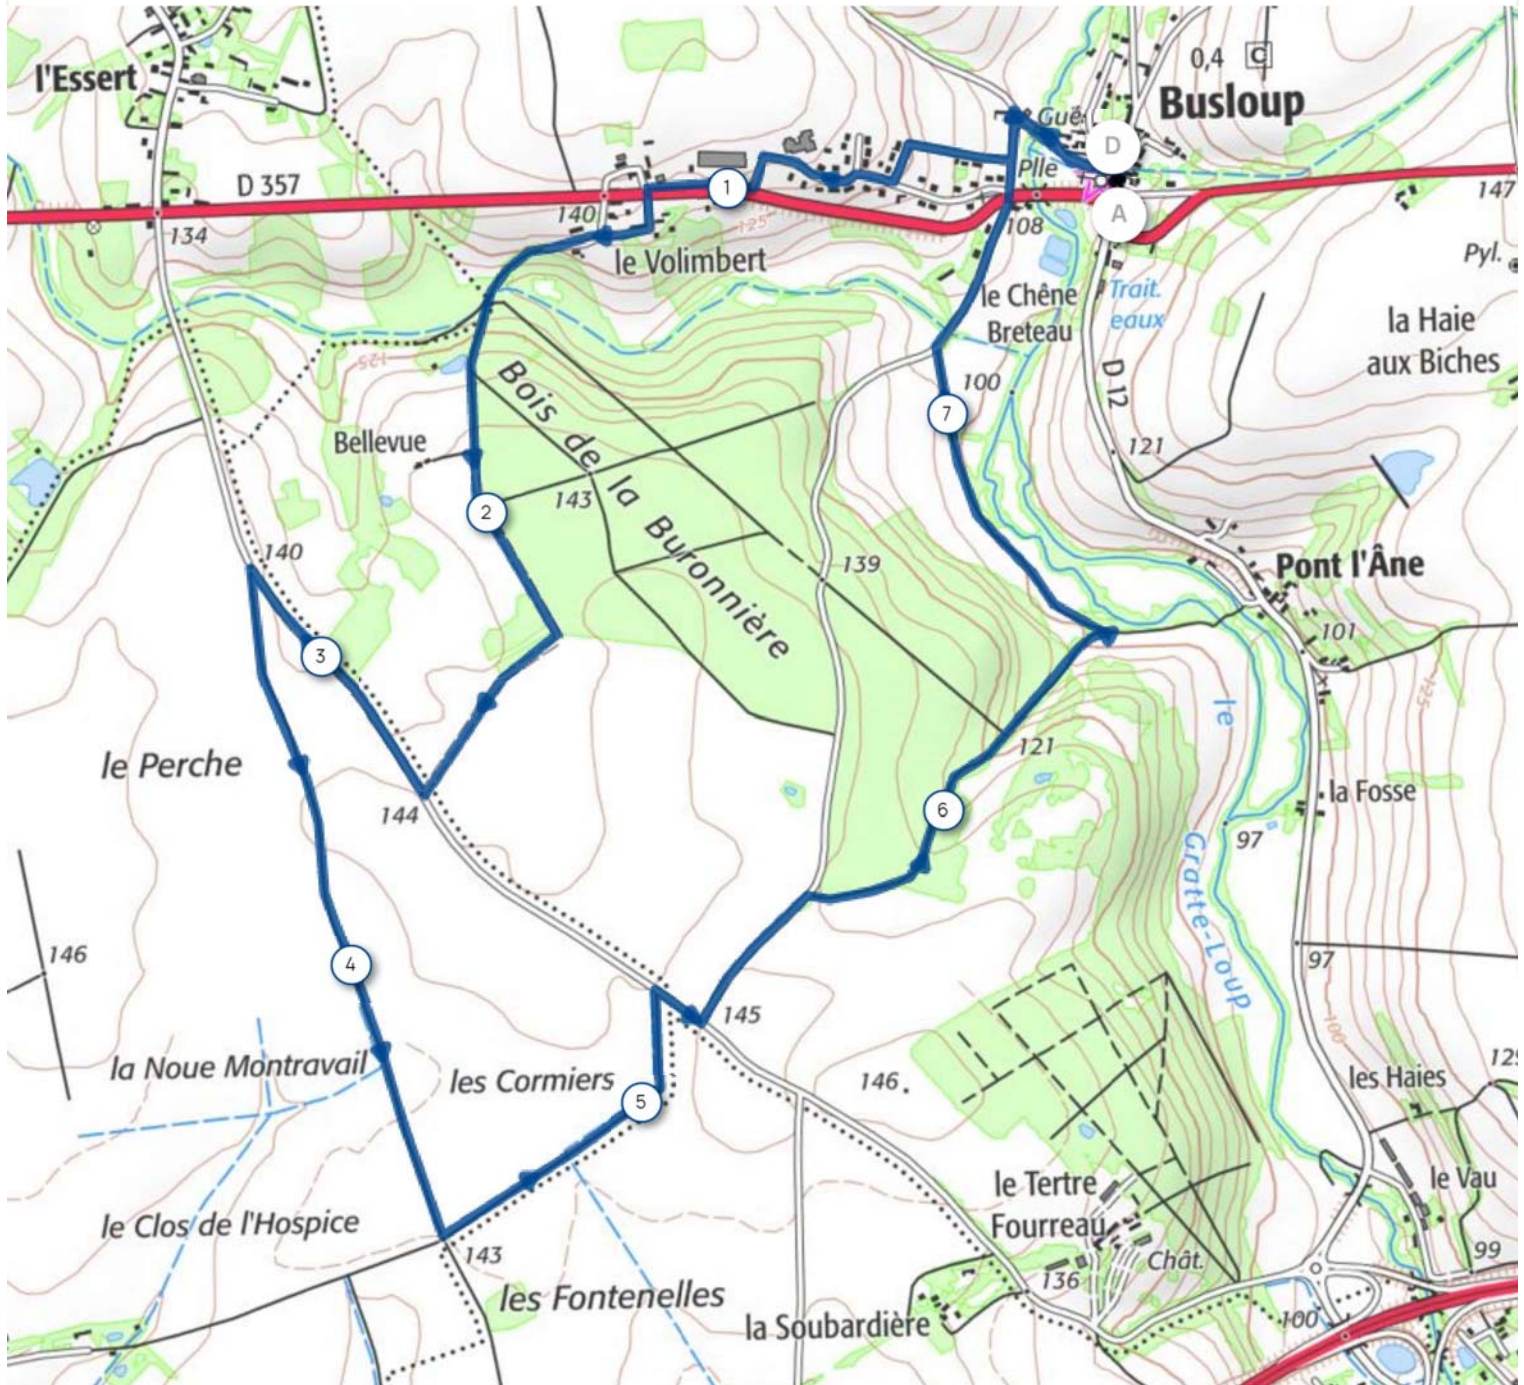 l'Essert
0,4 C
Busloup
Gué
D
Plle
D 357
1
147
140
A
134
125
108
le Volimbert
Pyl.
le Chêne
Breteau
Trait.
eaux
la Haie
aux Biches
125
D 12
100
7
Bois de la Buronnière
Bellevue
121
143
2
140
139
Pont l'Âne
101
3
125
le
Gratte-Loup
121
le Perche
la Fosse
144
6
97
146
4
97
145
100
129
la Noue Montravail
les Cormiers
146.
les Haies
5
le Tertre
Fourreau
le Vau
le Clos de l'Hospice
143
Chât.
99
136
les Fontenelles
la Soubardière
100